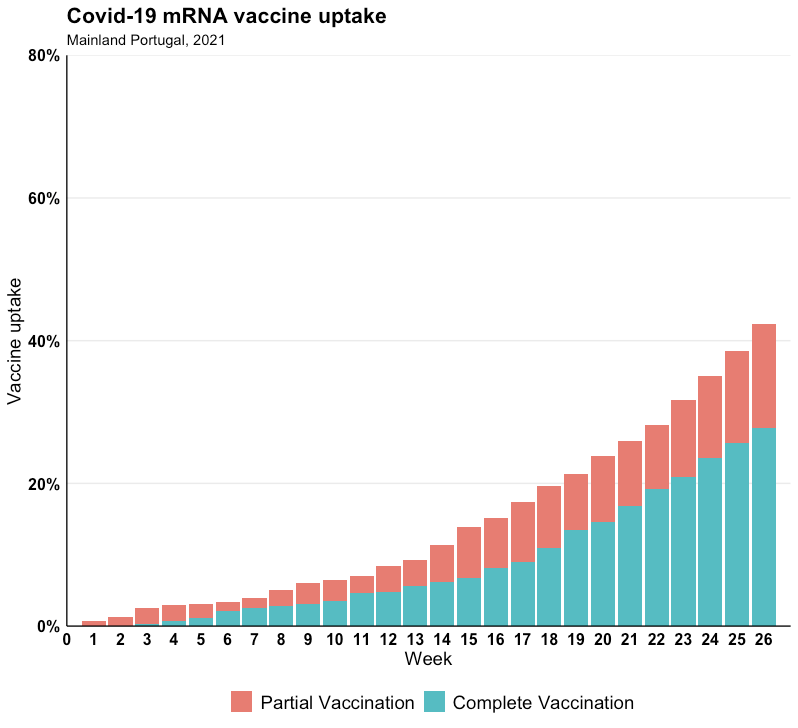 Covid-19 mRNA vaccine uptake
Mainland Portugal, 2021
80%
60%
40%
20%
0%
Vaccine uptake
0 1 2 3 4 5 6 7 8 9 10 11 12 13 14 15 16 17 18 19 20 21 22 23 24 25 26
Week
Partial Vaccination Complete Vaccination